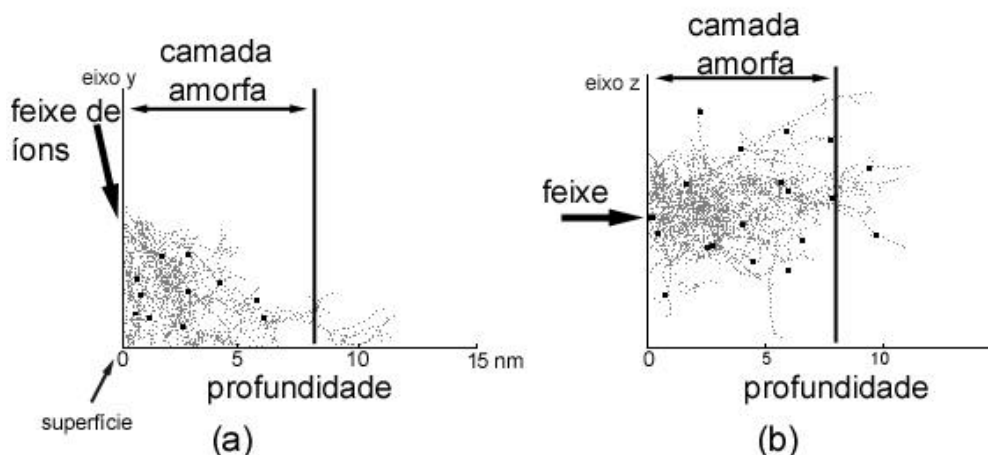 camada
eixo y
amorfa
feixe de
íons
0
5
10
15 nm
profundidade
superfície
(a)
camada
eixo z
amorfa
feixe
0
5
10
profundidade
(b)